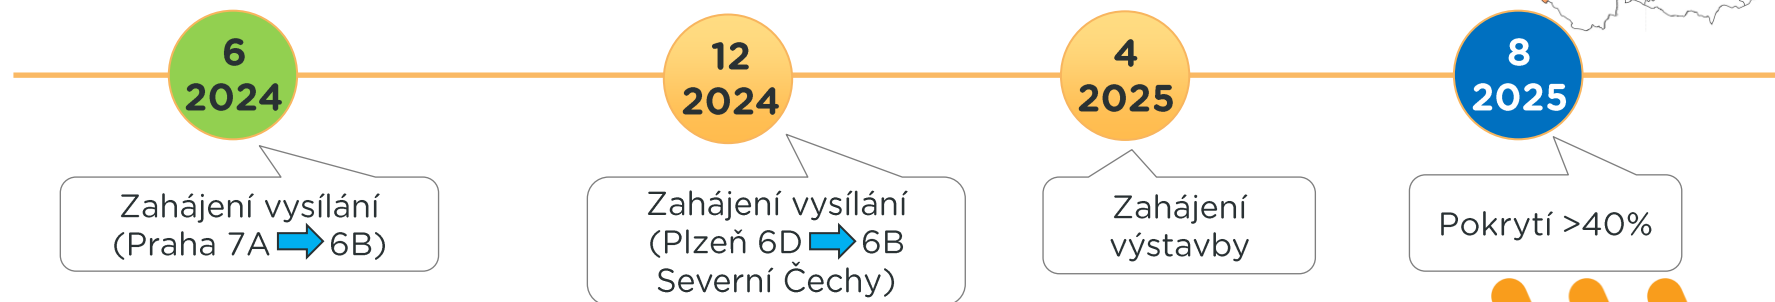 6
2024
12
2024
4
2025
8
2025
Zahájení vysílání
(Praha 7A 6B)
Zahájení vysílání
(Plzeň 6D 6B
Severní Čechy)
Zahájení
výstavby
Pokrytí >40%